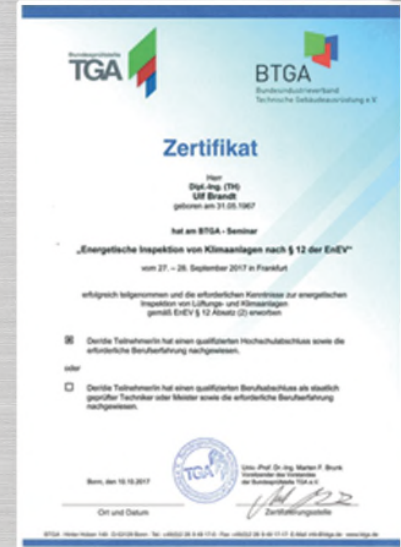 Bundesprüfstelle
TGA
BTGA
Bundesindustrieverband
Technische Gebäudeausrüstung e.V.
Zertifikat
Herr
Dipl.-Ing. (TH)
Ulf Brandt
geboren am 31.05.1967
hat am BTGA - Seminar
„Energetische Inspektion von Klimaanlagen nach § 12 der EnEV“
vom 27. – 28. September 2017 in Frankfurt
erfolgreich teilgenommen und die erforderlichen Kenntnisse zur energetischen
Inspektion von Lüftungs- und Klimaanlagen
gemäß EnEV § 12 Absatz (2) erworben
Der/die Teilnehmer/in hat einen qualifizierten Hochschulabschluss sowie die
erforderliche Berufserfahrung nachgewiesen.
oder
Der/die Teilnehmer/in hat einen qualifizierten Berufsabschluss als staatlich
geprüfter Techniker oder Meister sowie die erforderliche Berufserfahrung
nachgewiesen.
TGA
Univ.-Prof. Dr.-Ing. Marten F. Brunk
Vorsitzender des Vorstandes
der Bundesprüfstelle TGA e.V.
Bonn, den 10.10.2017
Ort und Datum
Zertifizierungsstelle